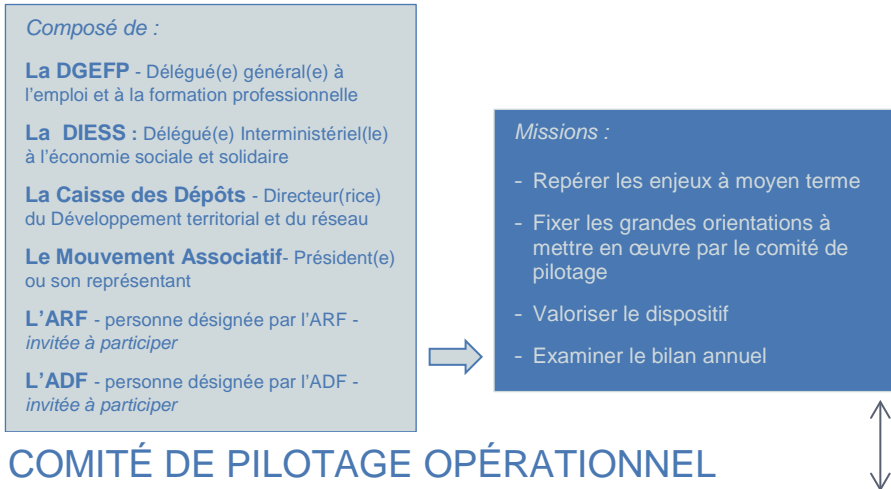 Composé de :
La DGEFP - Délégué(e) général(e) à
l'emploi et à la formation professionnelle
La DIESS : Délégué(e) Interministériel(le)
à l'économie sociale et solidaire
La Caisse des Dépôts - Directeur(rice)
du Développement territorial et du réseau
Le Mouvement Associatif- Président(e)
ou son représentant
L'ARF - personne désignée par l'ARF -
invitée à participer
L'ADF - personne désignée par l'ADF -
invitée à participer
Missions :
- Repérer les enjeux à moyen terme
- Fixer les grandes orientations à
mettre en œuvre par le comité de
pilotage
- Valoriser le dispositif
- Examiner le bilan annuel
COMITÉ DE PILOTAGE OPÉRATIONNEL